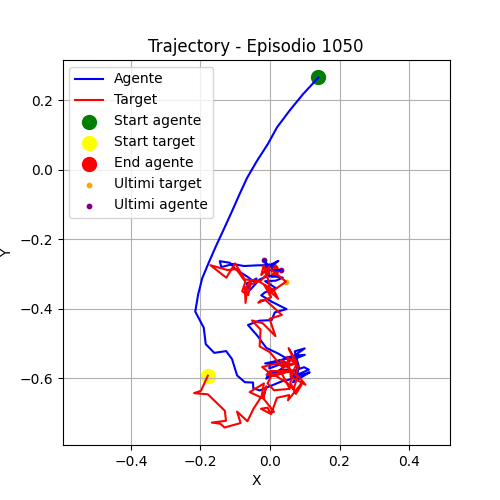 Trajectory - Episodio 1050
Agente
Target
Start agente
Start target
End agente
Ultimi target
Ultimi agente
0.2
0.0
−0.2
−0.4
−0.6
Y
−0.4
−0.2
0.0
0.2
0.4
X